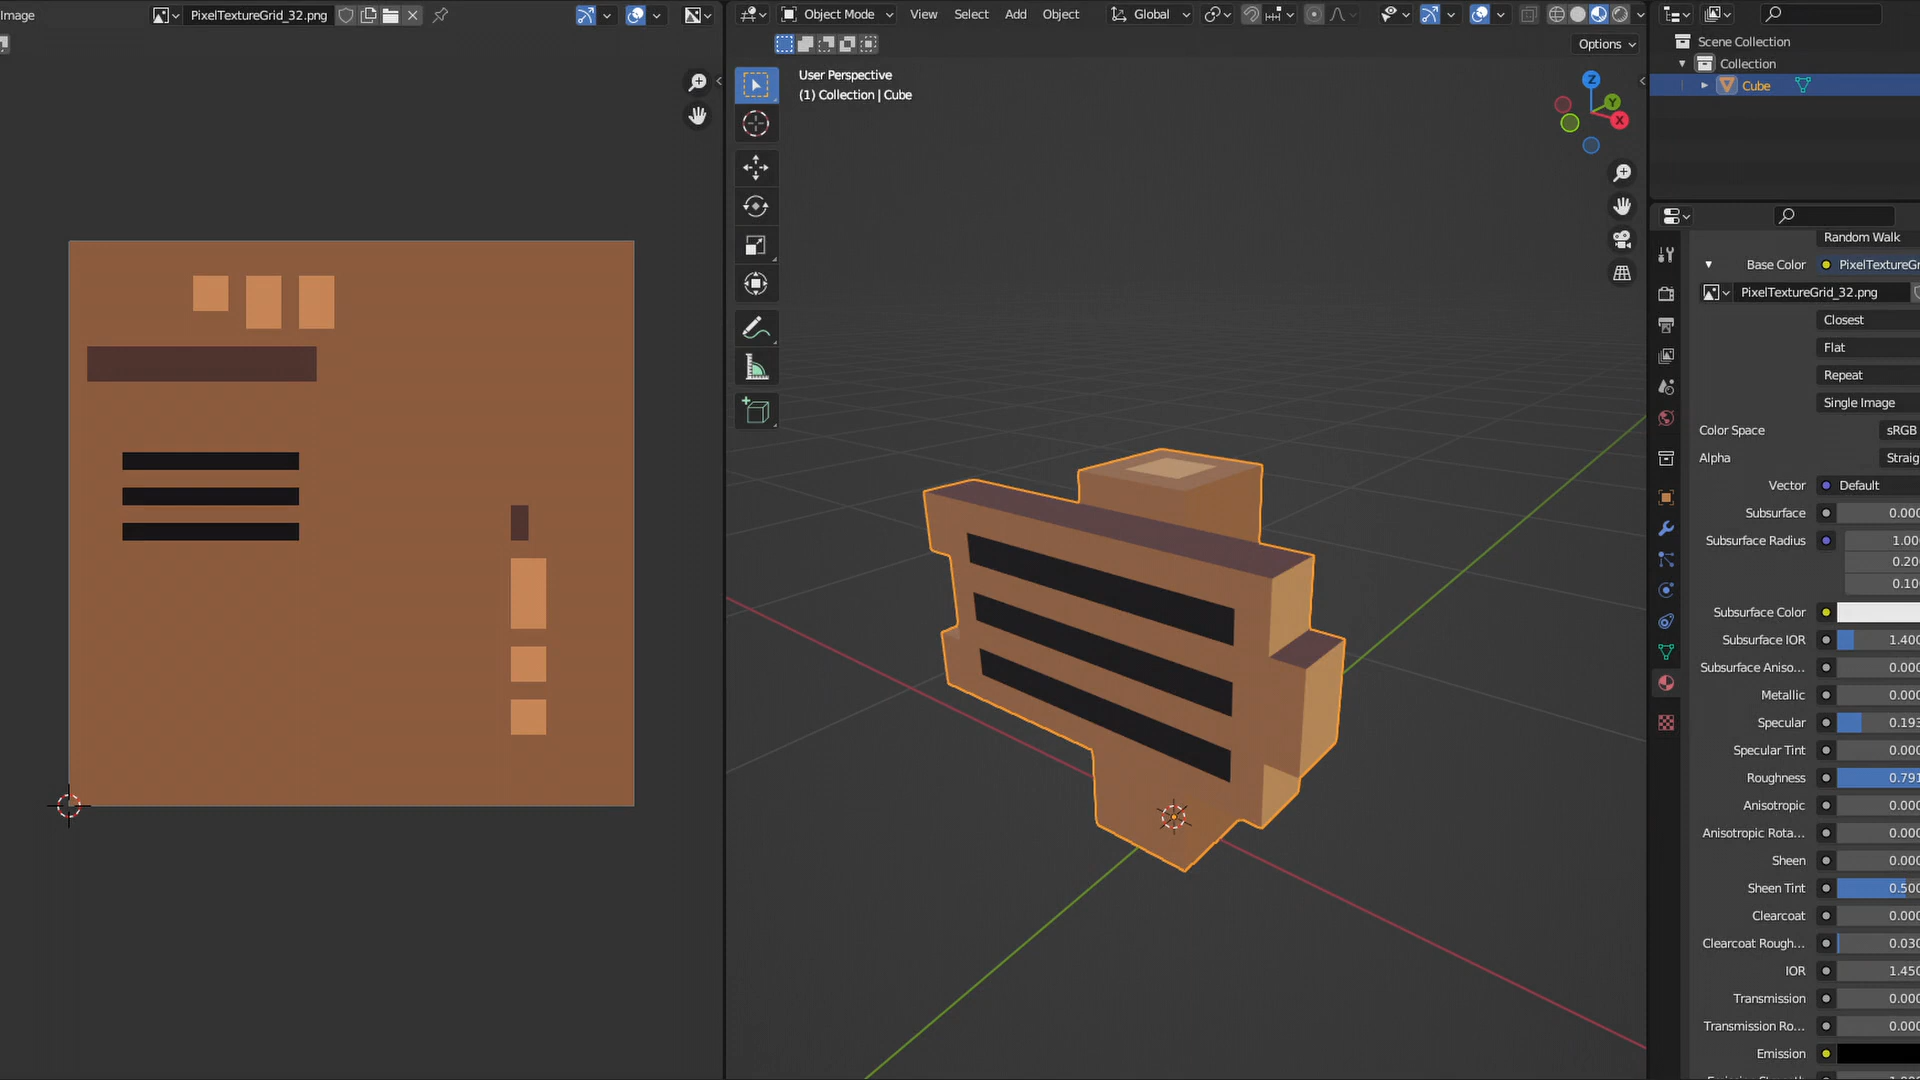 Image
PixelTextureGrid_32.png
Object Mode
View
Select
Add
Object
Global
Options
User Perspective
(1) Collection | Cube
Z
Y
X
Scene Collection
Collection
Cube
Random Walk
Base Color
PixelTextureGr
PixelTextureGrid_32.png
Closest
Flat
Repeat
Single Image
Color Space
sRGB
Alpha
Straig
Vector
Default
Subsurface
0.000
Subsurface Radius
1.00
0.20
0.10
Subsurface Color
Subsurface IOR
1.400
Subsurface Aniso...
0.000
Metallic
0.000
Specular
0.193
Specular Tint
0.000
Roughness
0.791
Anisotropic
0.000
Anisotropic Rota...
0.000
Sheen
0.000
Sheen Tint
0.500
Clearcoat
0.000
Clearcoat Rough...
0.030
IOR
1.450
Transmission
0.000
Transmission Ro...
0.000
Emission